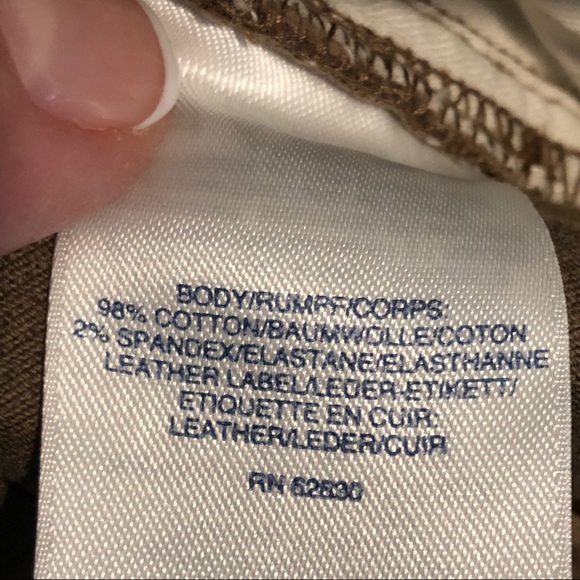 BODY/RUMPF/CORPS:
98% COTTON/BAUMWOLLE/COTON
2% SPANDEX/ELASTANE/ELASTHANNE
LEATHER LABEL/LEDER-ETIKETT/
ETIQUETTE EN CUIR:
LEATHER/LEDER/CUIR
RN 62830